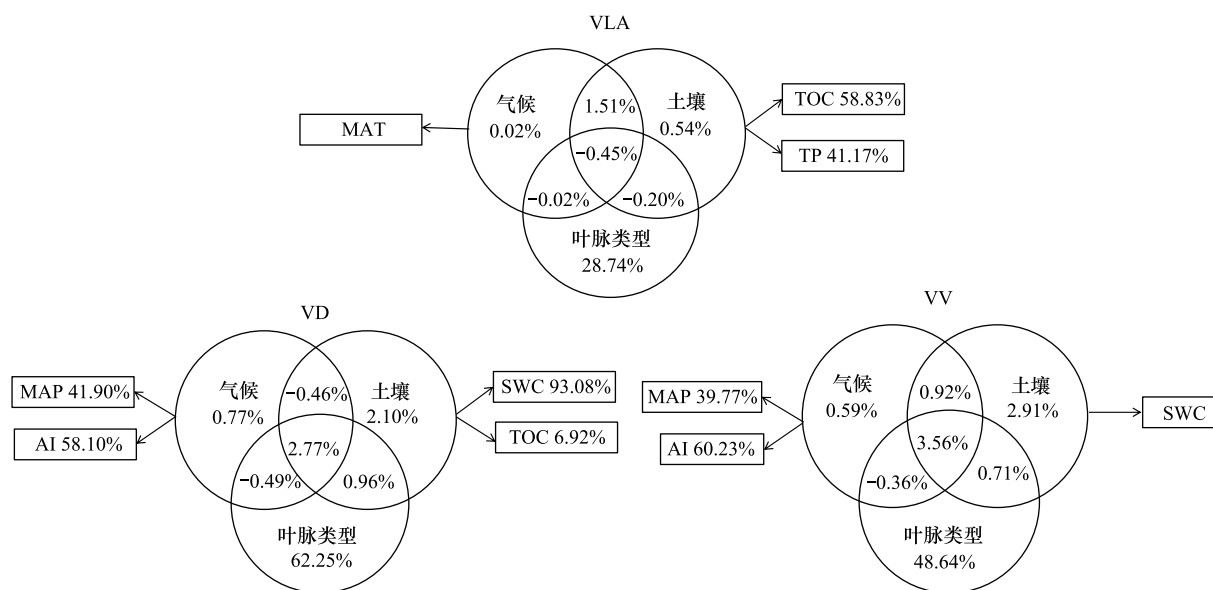 VLA
气候
0.02%
1.51%
土壤
0.54%
TOC 58.83%
MAT
−0.45%
TP 41.17%
−0.02%
−0.20%
叶脉类型
28.74%
VD
气候
0.77%
−0.46%
土壤
2.10%
MAP 41.90%
AI 58.10%
SWC 93.08%
TOC 6.92%
2.77%
−0.49%
0.96%
叶脉类型
62.25%
VV
气候
0.59%
0.92%
土壤
2.91%
MAP 39.77%
AI 60.23%
SWC
3.56%
−0.36%
0.71%
叶脉类型
48.64%